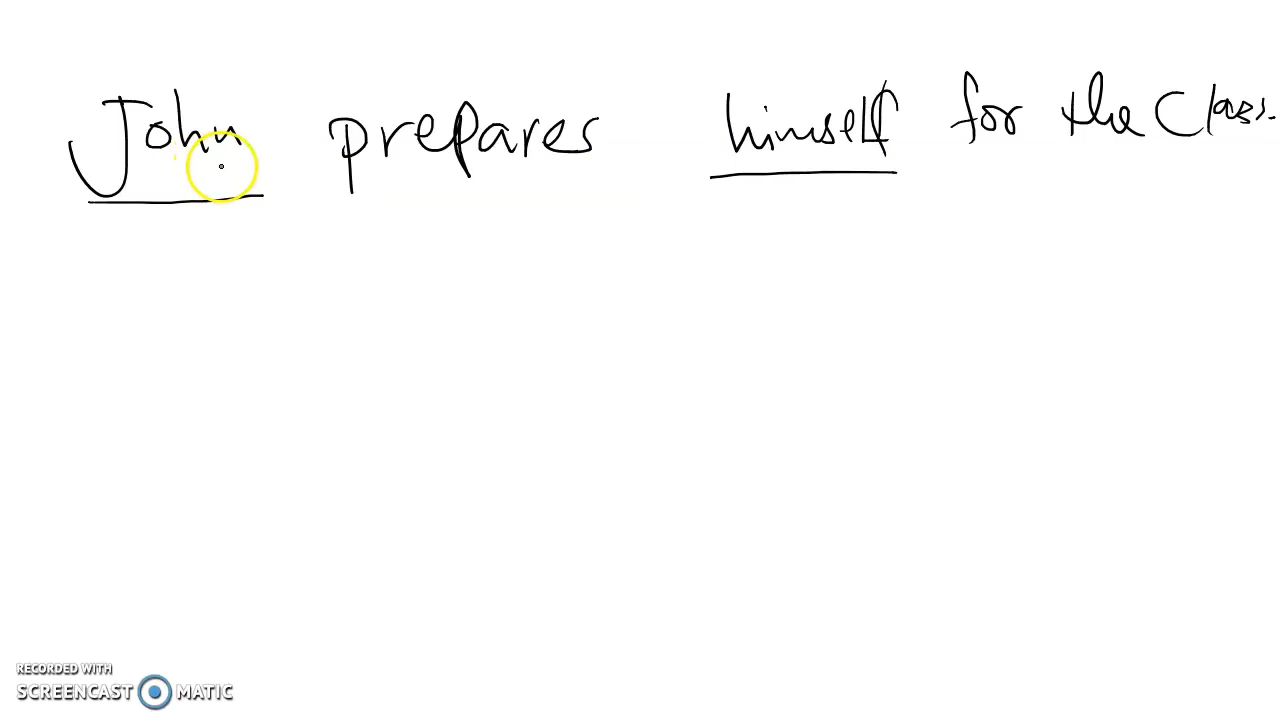 John prepares himself for the Class.
RECORDED WITH
SCREENCAST MATIC